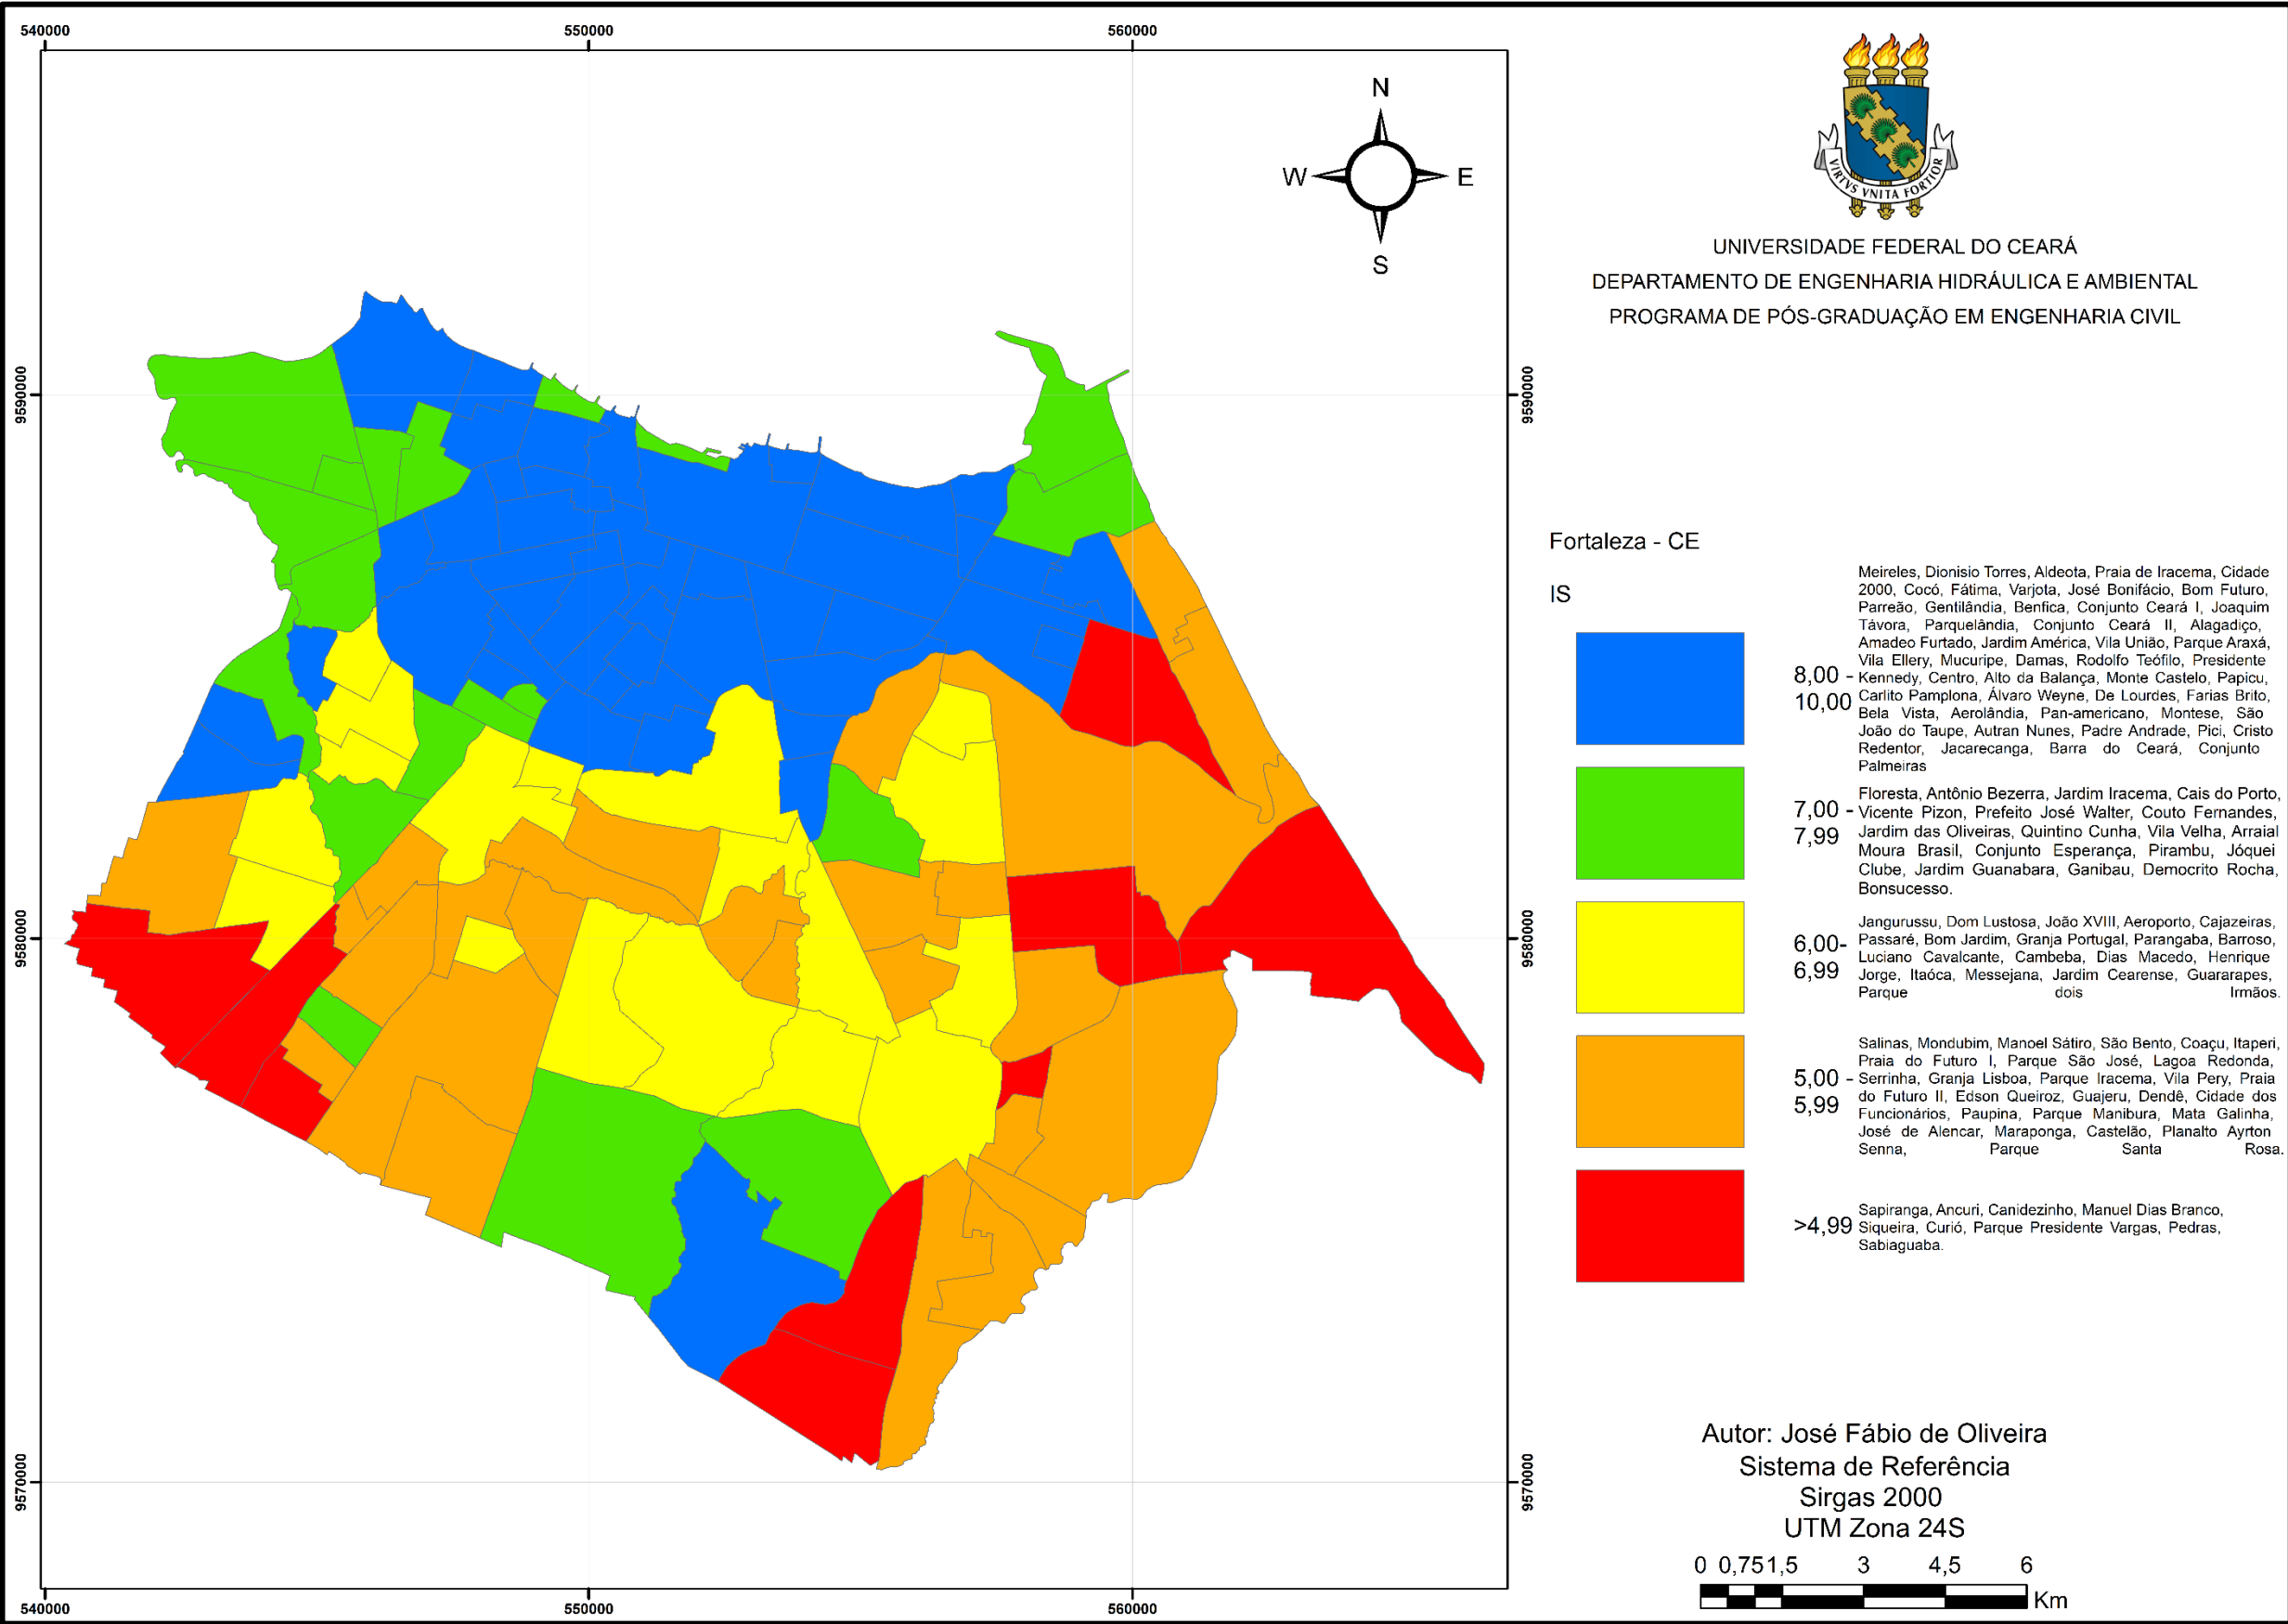 540000
550000
560000
N
W
E
S
9590000
9590000
9580000
9580000
9570000
9570000
540000
550000
560000
VIRTVS VNITA FORTIOR
UNIVERSIDADE FEDERAL DO CEARÁ
DEPARTAMENTO DE ENGENHARIA HIDRÁULICA E AMBIENTAL
PROGRAMA DE PÓS-GRADUAÇÃO EM ENGENHARIA CIVIL
Fortaleza - CE
IS
8,00 -
10,00
Meireles, Dionisio Torres, Aldeota, Praia de Iracema, Cidade
2000, Cocó, Fátima, Varjota, José Bonifácio, Bom Futuro,
Parreão, Gentilândia, Benfica, Conjunto Ceará I, Joaquim
Távora, Parquelândia, Conjunto Ceará II, Alagadiço,
Amadeo Furtado, Jardim América, Vila União, Parque Araxá,
Vila Ellery, Mucuripe, Damas, Rodolfo Teófilo, Presidente
Kennedy, Centro, Alto da Balança, Monte Castelo, Papicu,
Carlito Pamplona, Álvaro Weyne, De Lourdes, Farias Brito,
Bela Vista, Aerolândia, Pan-americano, Montese, São
João do Taupe, Autran Nunes, Padre Andrade, Pici, Cristo
Redentor, Jacarecanga, Barra do Ceará, Conjunto
Palmeiras
7,00 -
7,99
Floresta, Antônio Bezerra, Jardim Iracema, Cais do Porto,
Vicente Pizon, Prefeito José Walter, Couto Fernandes,
Jardim das Oliveiras, Quintino Cunha, Vila Velha, Arraial
Moura Brasil, Conjunto Esperança, Pirambu, Jóquei
Clube, Jardim Guanabara, Ganibau, Democrito Rocha,
Bonsucesso.
6,00-
6,99
Jangurussu, Dom Lustosa, João XVIII, Aeroporto, Cajazeiras,
Passaré, Bom Jardim, Granja Portugal, Parangaba, Barroso,
Luciano Cavalcante, Cambeba, Dias Macedo, Henrique
Jorge, Itaóca, Messejana, Jardim Cearense, Guararapes,
Parque dois Irmãos.
5,00 -
5,99
Salinas, Mondubim, Manoel Sátiro, São Bento, Coaçu, Itaperi,
Praia do Futuro I, Parque São José, Lagoa Redonda,
Serrinha, Granja Lisboa, Parque Iracema, Vila Pery, Praia
do Futuro II, Edson Queiroz, Guajeru, Dendê, Cidade dos
Funcionários, Paupina, Parque Manibura, Mata Galinha,
José de Alencar, Maraponga, Castelão, Planalto Ayrton
Senna, Parque Santa Rosa.
>4,99
Sapiranga, Ancuri, Canidezinho, Manuel Dias Branco,
Siqueira, Curió, Parque Presidente Vargas, Pedras,
Sabiaguaba.
Autor: José Fábio de Oliveira
Sistema de Referência
Sirgas 2000
UTM Zona 24S
0 0,75 1,5 3 4,5 6
Km